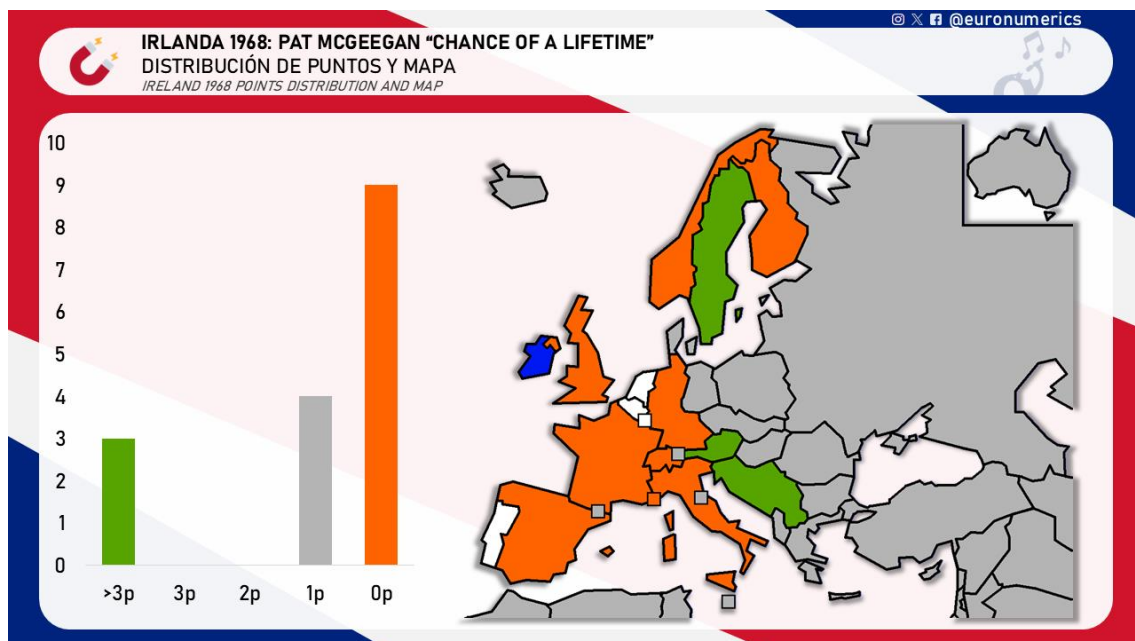 @euronumerics
IRLANDA 1968: PAT MCGEEGAN “CHANCE OF A LIFETIME”
DISTRIBUCIÓN DE PUNTOS Y MAPA
IRELAND 1968 POINTS DISTRIBUTION AND MAP
10
9
8
7
6
5
4
3
2
1
0
>3p 3p 2p 1p 0p